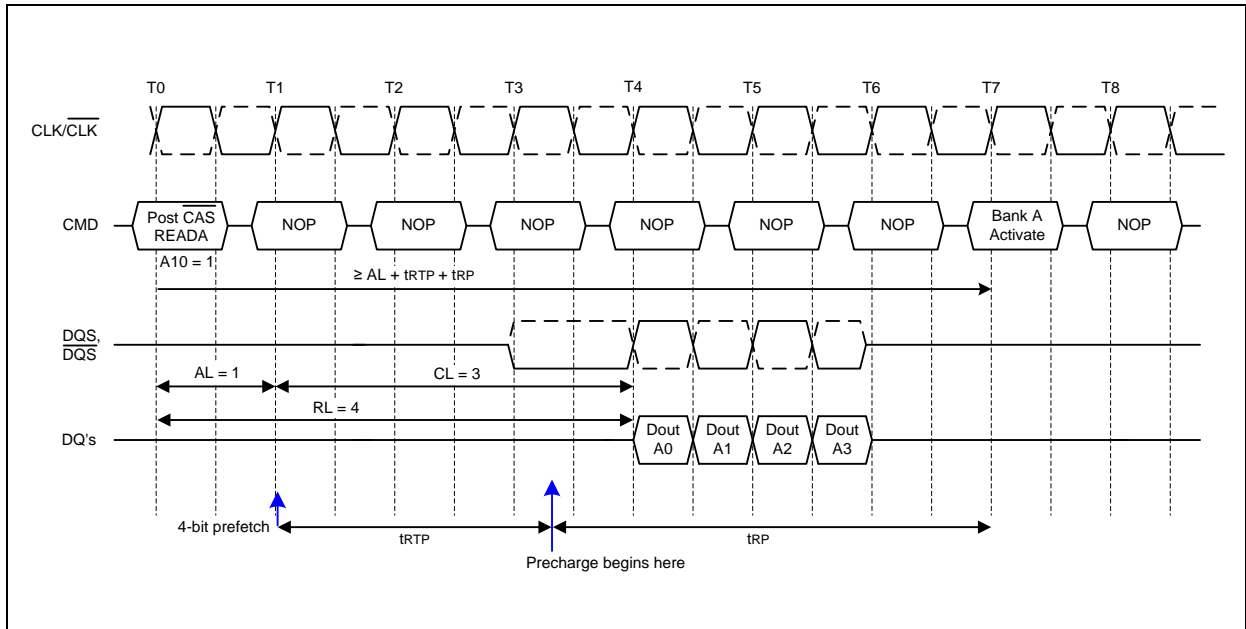 T0 T1 T2 T3 T4 T5 T6 T7 T8
CLK/CLK
CMD
Post CAS
READA
NOP NOP NOP NOP NOP NOP
Bank A
Activate
NOP
A10 = 1
≥ AL + tRTP + tRP
DQS,
DQS
AL = 1
CL = 3
RL = 4
DQ's
Dout
A0
Dout
A1
Dout
A2
Dout
A3
4-bit prefetch
tRTP
tRP
Precharge begins here